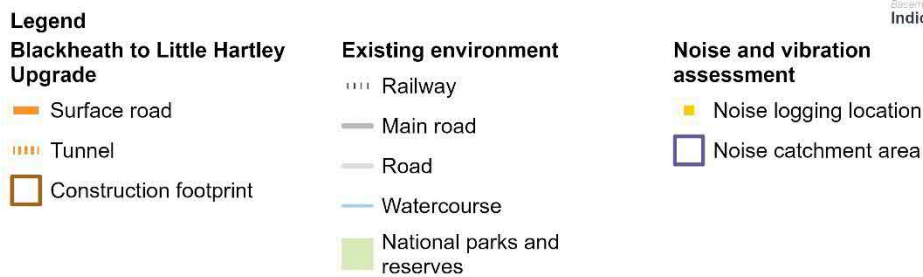 Legend
Blackheath to Little Hartley
Upgrade
Surface road
Tunnel
Construction footprint
Existing environment
Railway
Main road
Road
Watercourse
National parks and
reserves
Noise and vibration
assessment
Noise logging location
Noise catchment area